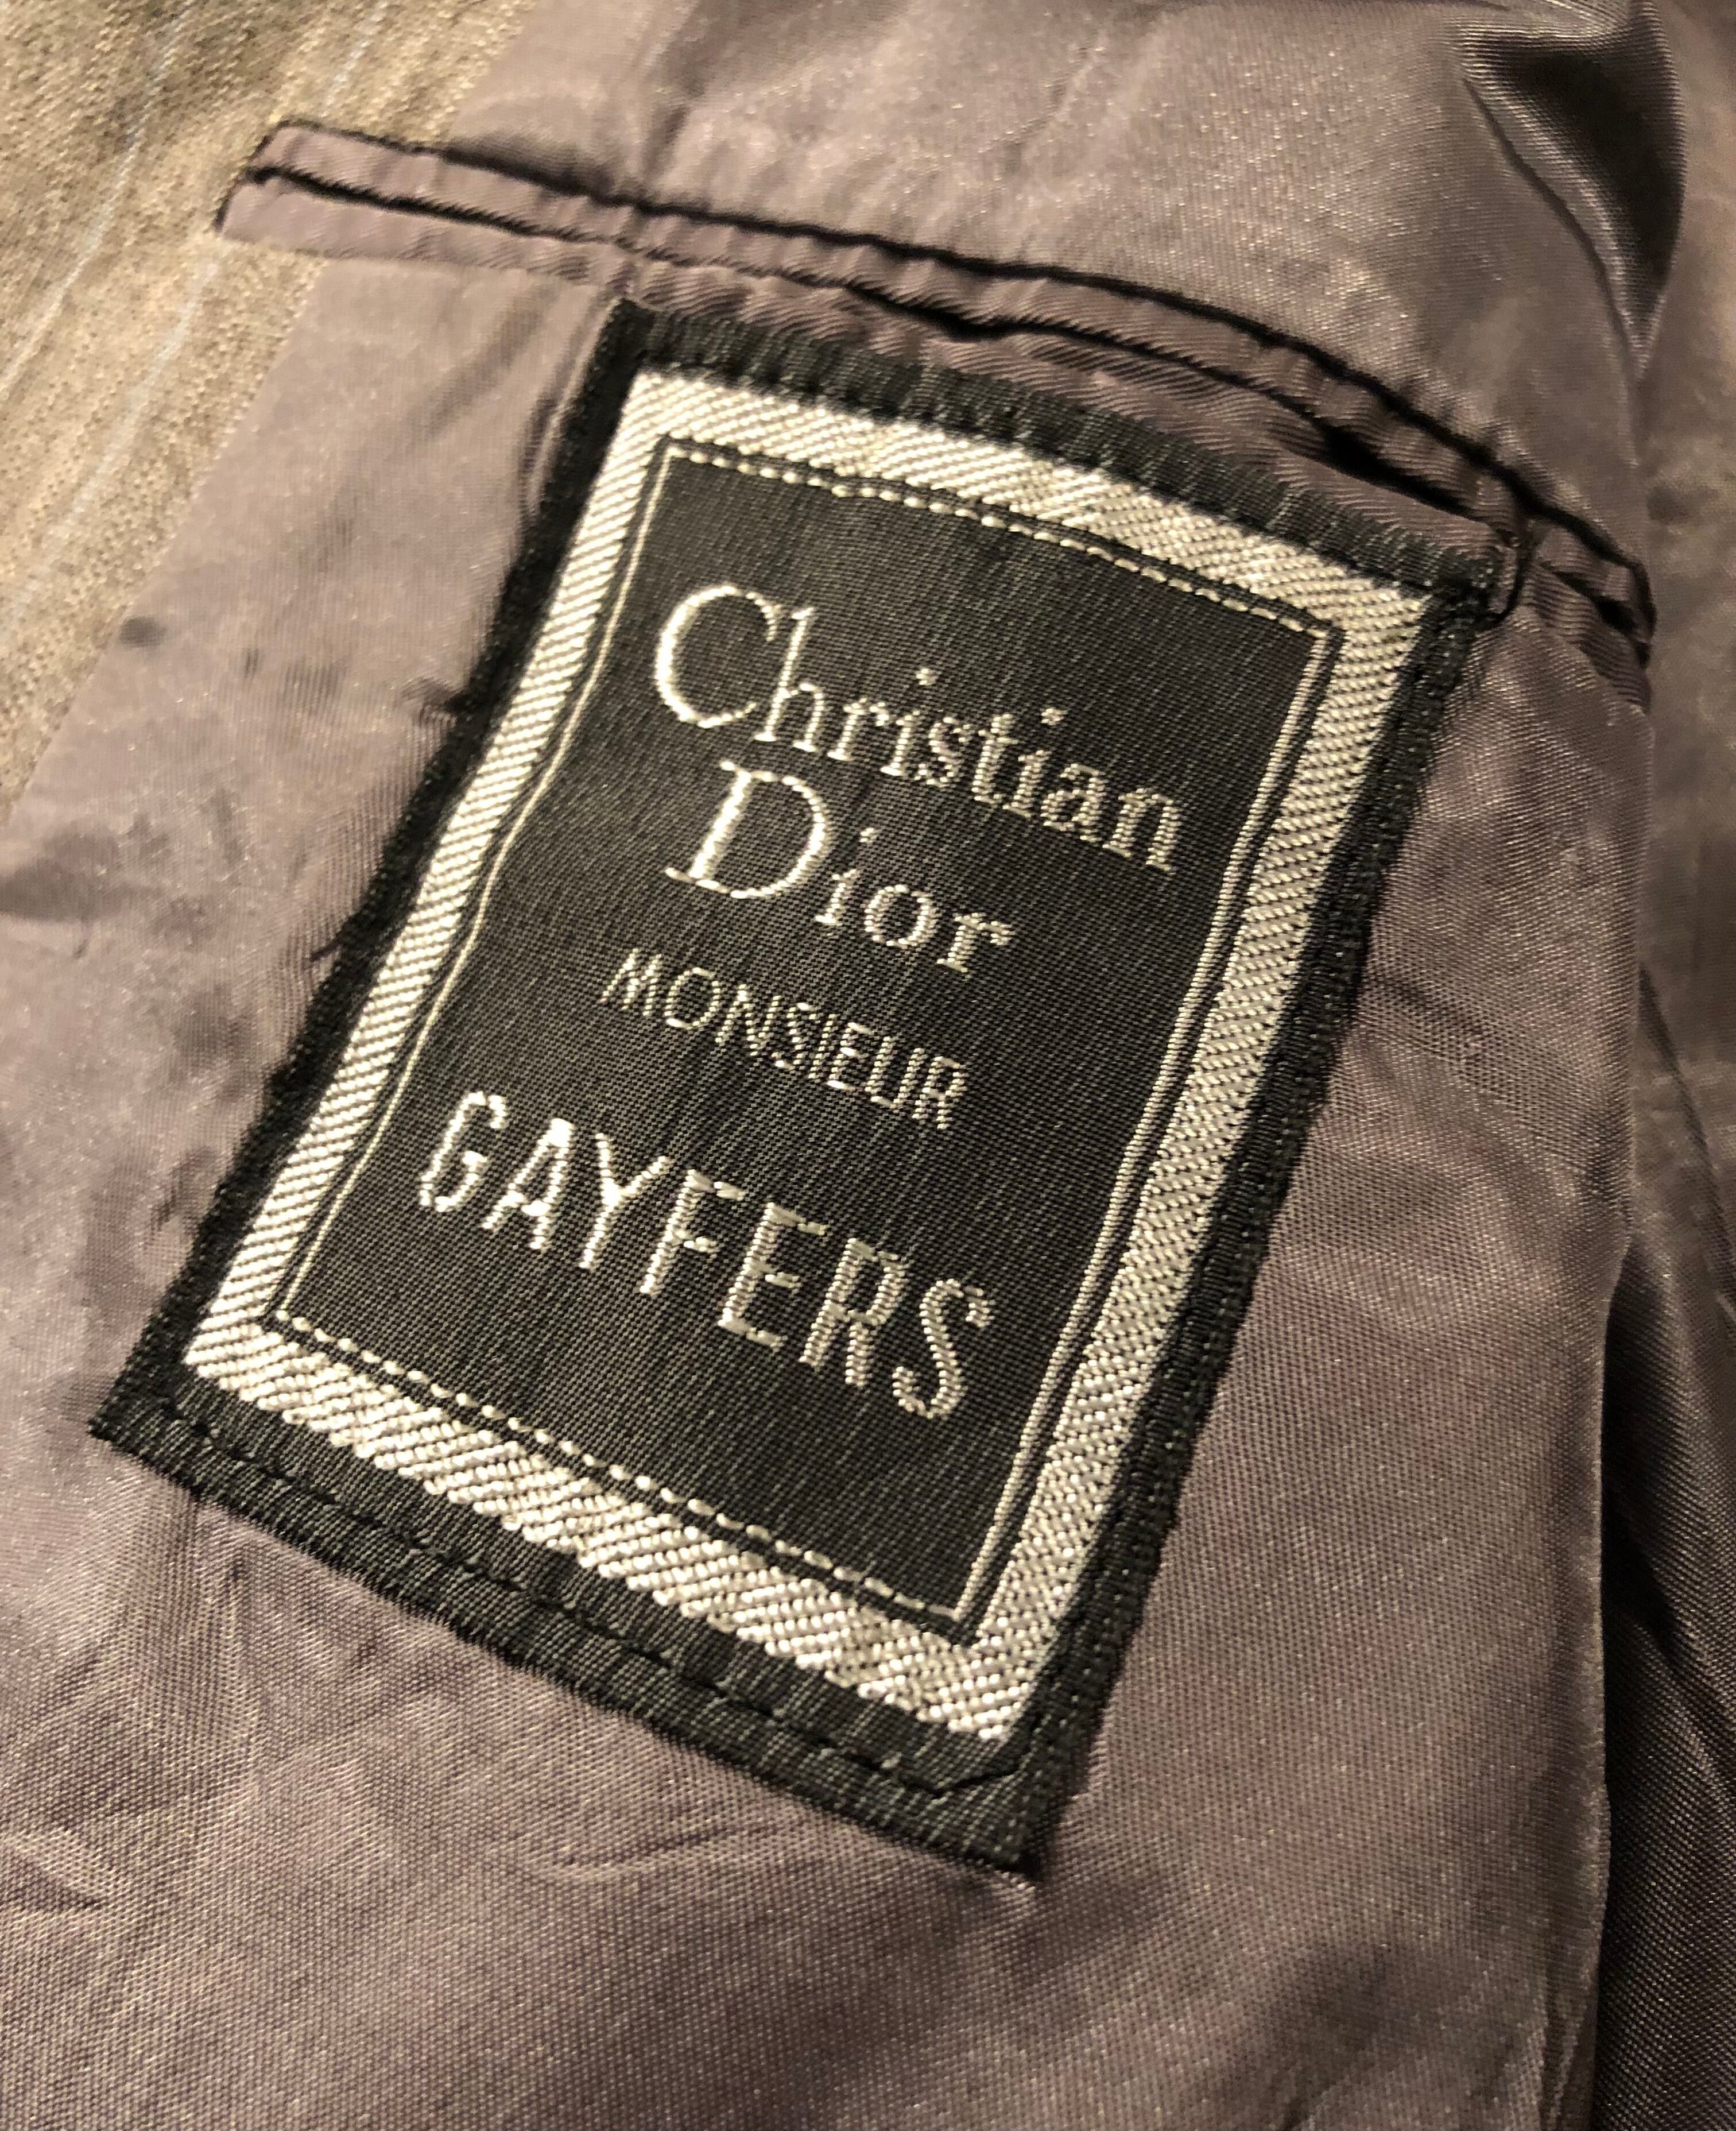 Christian
Dior
MONSIEUR
GAYFERS